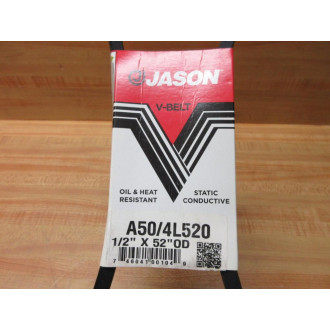 JASON
V-BELT
OIL & HEAT
RESISTANT
STATIC
CONDUCTIVE
A50/4L520
1/2" X 52"OD